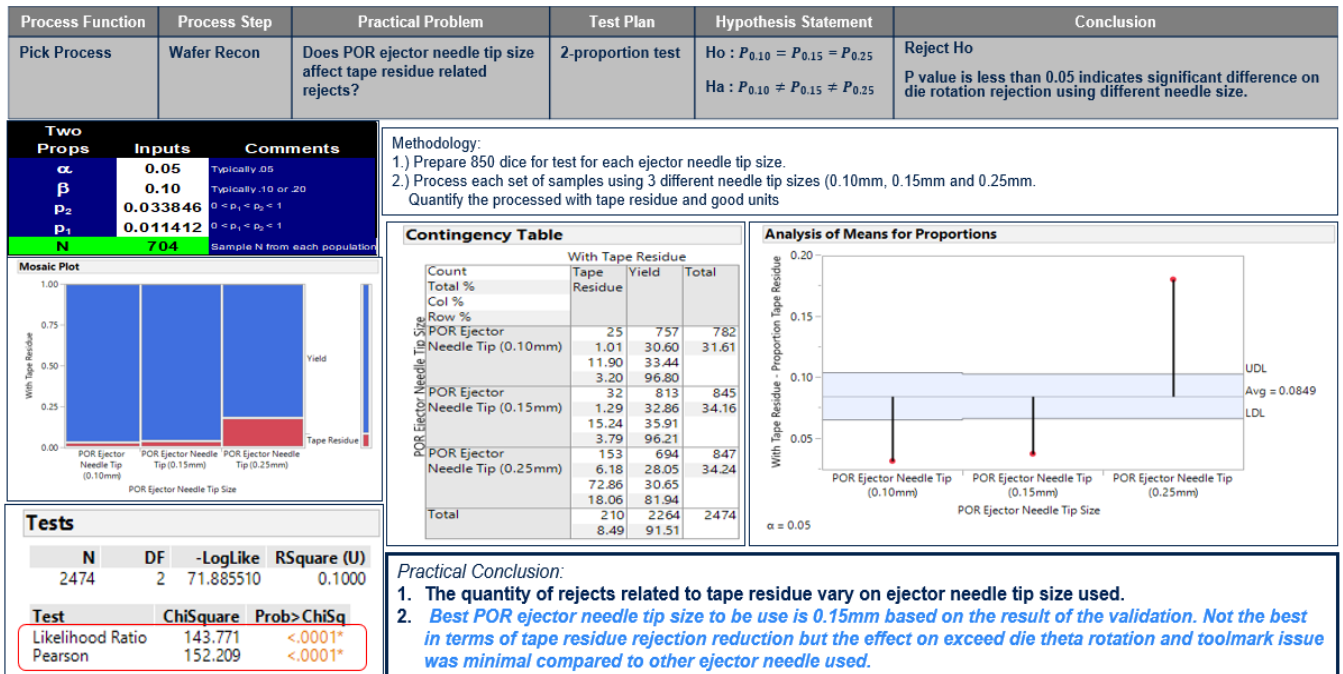 Process Function
Process Step
Practical Problem
Test Plan
Hypothesis Statement
Conclusion
Pick Process
Wafer Recon
Does POR ejector needle tip size
affect tape residue related
rejects?
2-proportion test
Ho : P0.10 = P0.15 = P0.25
Ha : P0.10 ≠ P0.15 ≠ P0.25
Reject Ho
P value is less than 0.05 indicates significant difference on
die rotation rejection using different needle size.
Two
Props Inputs Comments
α 0.05 Typically .05
β 0.10 Typically .10 or .20
p₂ 0.033846 0 < p₁ < p₂ < 1
p₁ 0.011412 0 < p₁ < p₂ < 1
N 704 Sample N from each population
Methodology:
1.) Prepare 850 dice for test for each ejector needle tip size.
2.) Process each set of samples using 3 different needle tip sizes (0.10mm, 0.15mm and 0.25mm.
Quantify the processed with tape residue and good units
Mosaic Plot
With Tape Residue
1.00
0.75
0.50
0.25
0.00
Yield
Tape Residue
POR Ejector
Needle Tip
(0.10mm)
POR Ejector Needle
Tip (0.15mm)
POR Ejector Needle
Tip (0.25mm)
POR Ejector Needle Tip Size
Contingency Table
With Tape Residue
POR Ejector Needle Tip Size
Count Tape Yield Total
Total % Residue
Col %
Row %
POR Ejector 25 757 782
Needle Tip (0.10mm) 1.01 30.60 31.61
11.90 33.44
3.20 96.80
POR Ejector 32 813 845
Needle Tip (0.15mm) 1.29 32.86 34.16
15.24 35.91
3.79 96.21
POR Ejector 153 694 847
Needle Tip (0.25mm) 6.18 28.05 34.24
72.86 30.65
18.06 81.94
Total 210 2264 2474
8.49 91.51
Analysis of Means for Proportions
With Tape Residue - Proportion Tape Residue
0.20
0.15
0.10
0.05
UDL
Avg = 0.0849
LDL
POR Ejector Needle Tip
(0.10mm)
POR Ejector Needle Tip
(0.15mm)
POR Ejector Needle Tip
(0.25mm)
POR Ejector Needle Tip Size
α = 0.05
Tests
N DF -LogLike RSquare (U)
2474 2 71.885510 0.1000
Test ChiSquare Prob>ChiSq
Likelihood Ratio 143.771 <.0001*
Pearson 152.209 <.0001*
Practical Conclusion:
1. The quantity of rejects related to tape residue vary on ejector needle tip size used.
2. Best POR ejector needle tip size to be use is 0.15mm based on the result of the validation. Not the best
in terms of tape residue rejection reduction but the effect on exceed die theta rotation and toolmark issue
was minimal compared to other ejector needle used.